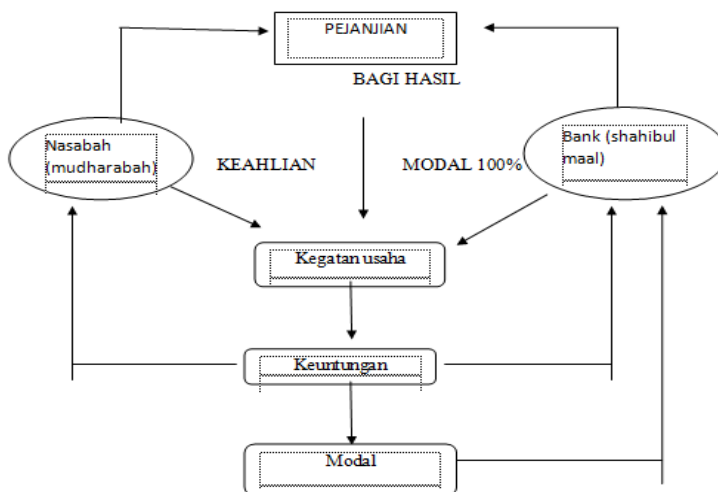 PEJANJIAN
BAGI HASIL
Nasabah
(mudharabah)
KEAHLIAN
MODAL 100%
Bank (shahibul
maal)
Kegatan usaha
Keuntungan
Modal